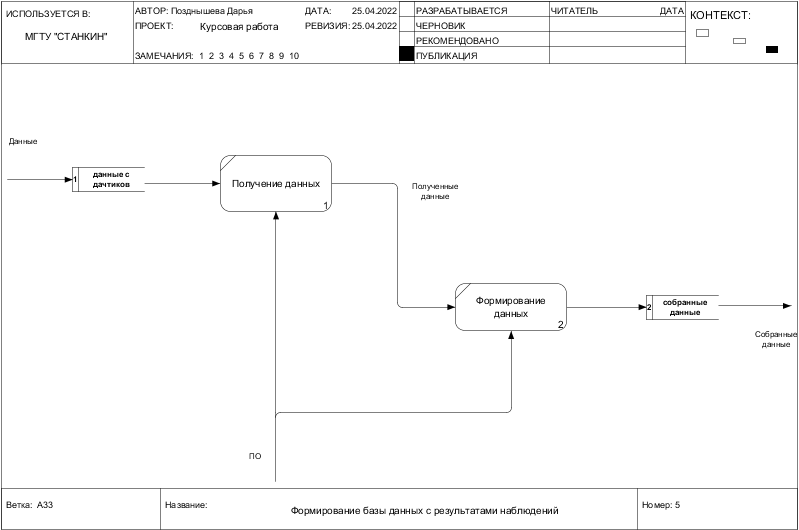 ИСПОЛЬЗУЕТСЯ В:
МГТУ "СТАНКИН"
АВТОР: Позднышева Дарья
ДАТА: 25.04.2022
ПРОЕКТ: Курсовая работа
РЕВИЗИЯ: 25.04.2022
ЗАМЕЧАНИЯ: 1 2 3 4 5 6 7 8 9 10
РАЗРАБАТЫВАЕТСЯ
ЧЕРНОВИК
РЕКОМЕНДОВАНО
ПУБЛИКАЦИЯ
ЧИТАТЕЛЬ
ДАТА
КОНТЕКСТ:
Данные
1
данные с
дачтиков
Получение данных
1
Полученные
данные
Формирование
данных
2
2
собранные
данные
Собранные
данные
ПО
Ветка: А33
Название:
Формирование базы данных с результатами наблюдений
Номер: 5